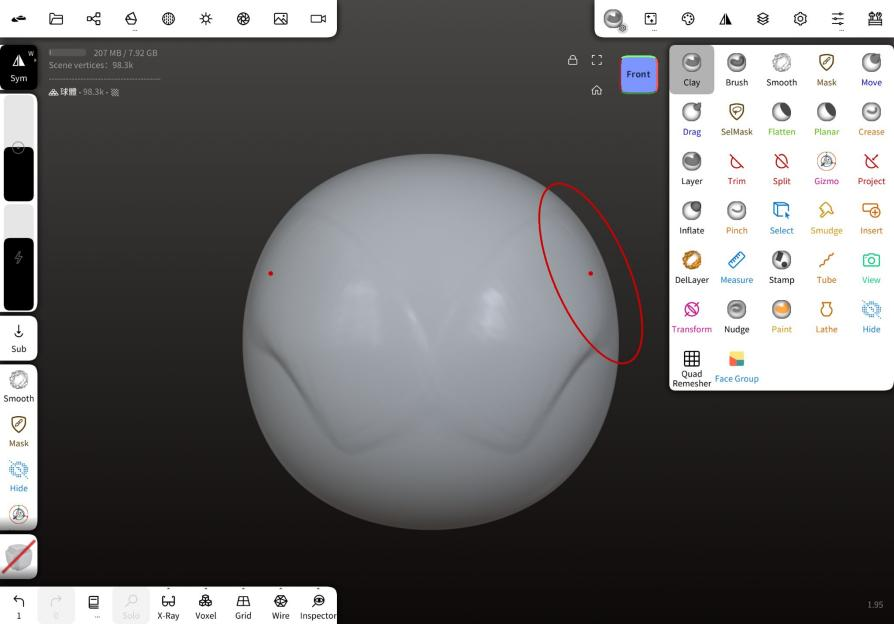 207 MB / 7.92 GB
Scene vertices: 98.3k
球體 - 98.3k -
Front
W
Sym
Sub
Smooth
Mask
Hide
Clay
Brush
Smooth
Mask
Move
Drag
SelMask
Flatten
Planar
Crease
Layer
Trim
Split
Gizmo
Project
Inflate
Pinch
Select
Smudge
Insert
DelLayer
Measure
Stamp
Tube
View
Transform
Nudge
Paint
Lathe
Hide
Quad
Remesher
Face Group
1
0
...
Solo
X-Ray
Voxel
Grid
Wire
Inspector
1.95